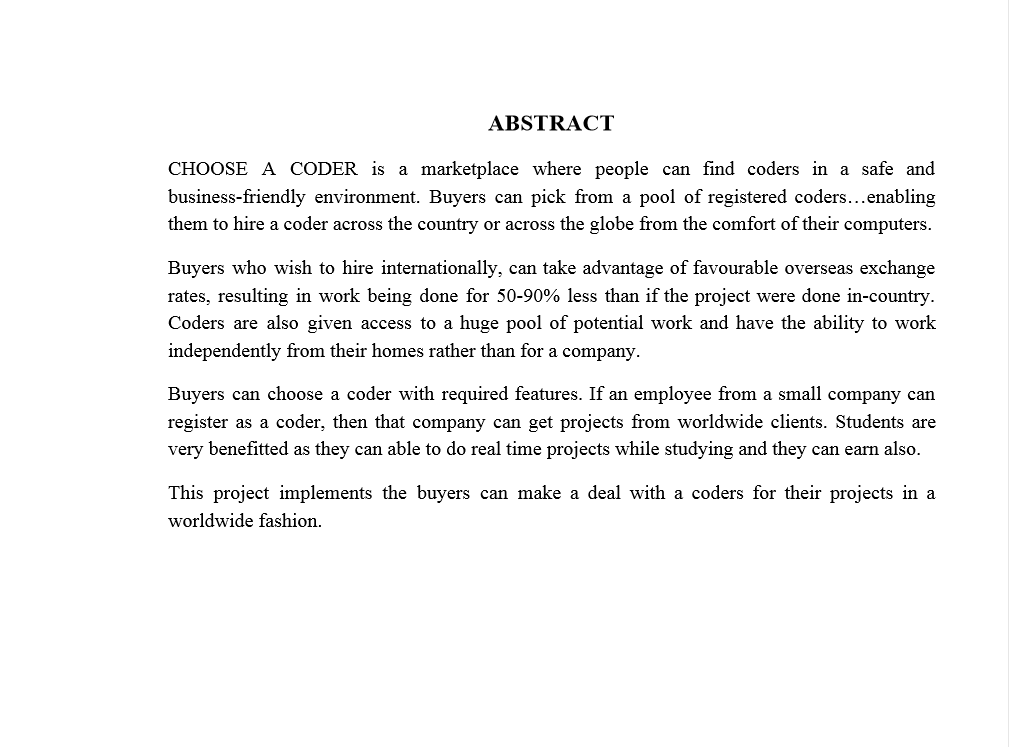 ABSTRACT
CHOOSE A CODER is a marketplace where people can find coders in a safe and
business-friendly environment. Buyers can pick from a pool of registered coders…enabling
them to hire a coder across the country or across the globe from the comfort of their computers.
Buyers who wish to hire internationally, can take advantage of favourable overseas exchange
rates, resulting in work being done for 50-90% less than if the project were done in-country.
Coders are also given access to a huge pool of potential work and have the ability to work
independently from their homes rather than for a company.
Buyers can choose a coder with required features. If an employee from a small company can
register as a coder, then that company can get projects from worldwide clients. Students are
very benefitted as they can able to do real time projects while studying and they can earn also.
This project implements the buyers can make a deal with a coders for their projects in a
worldwide fashion.